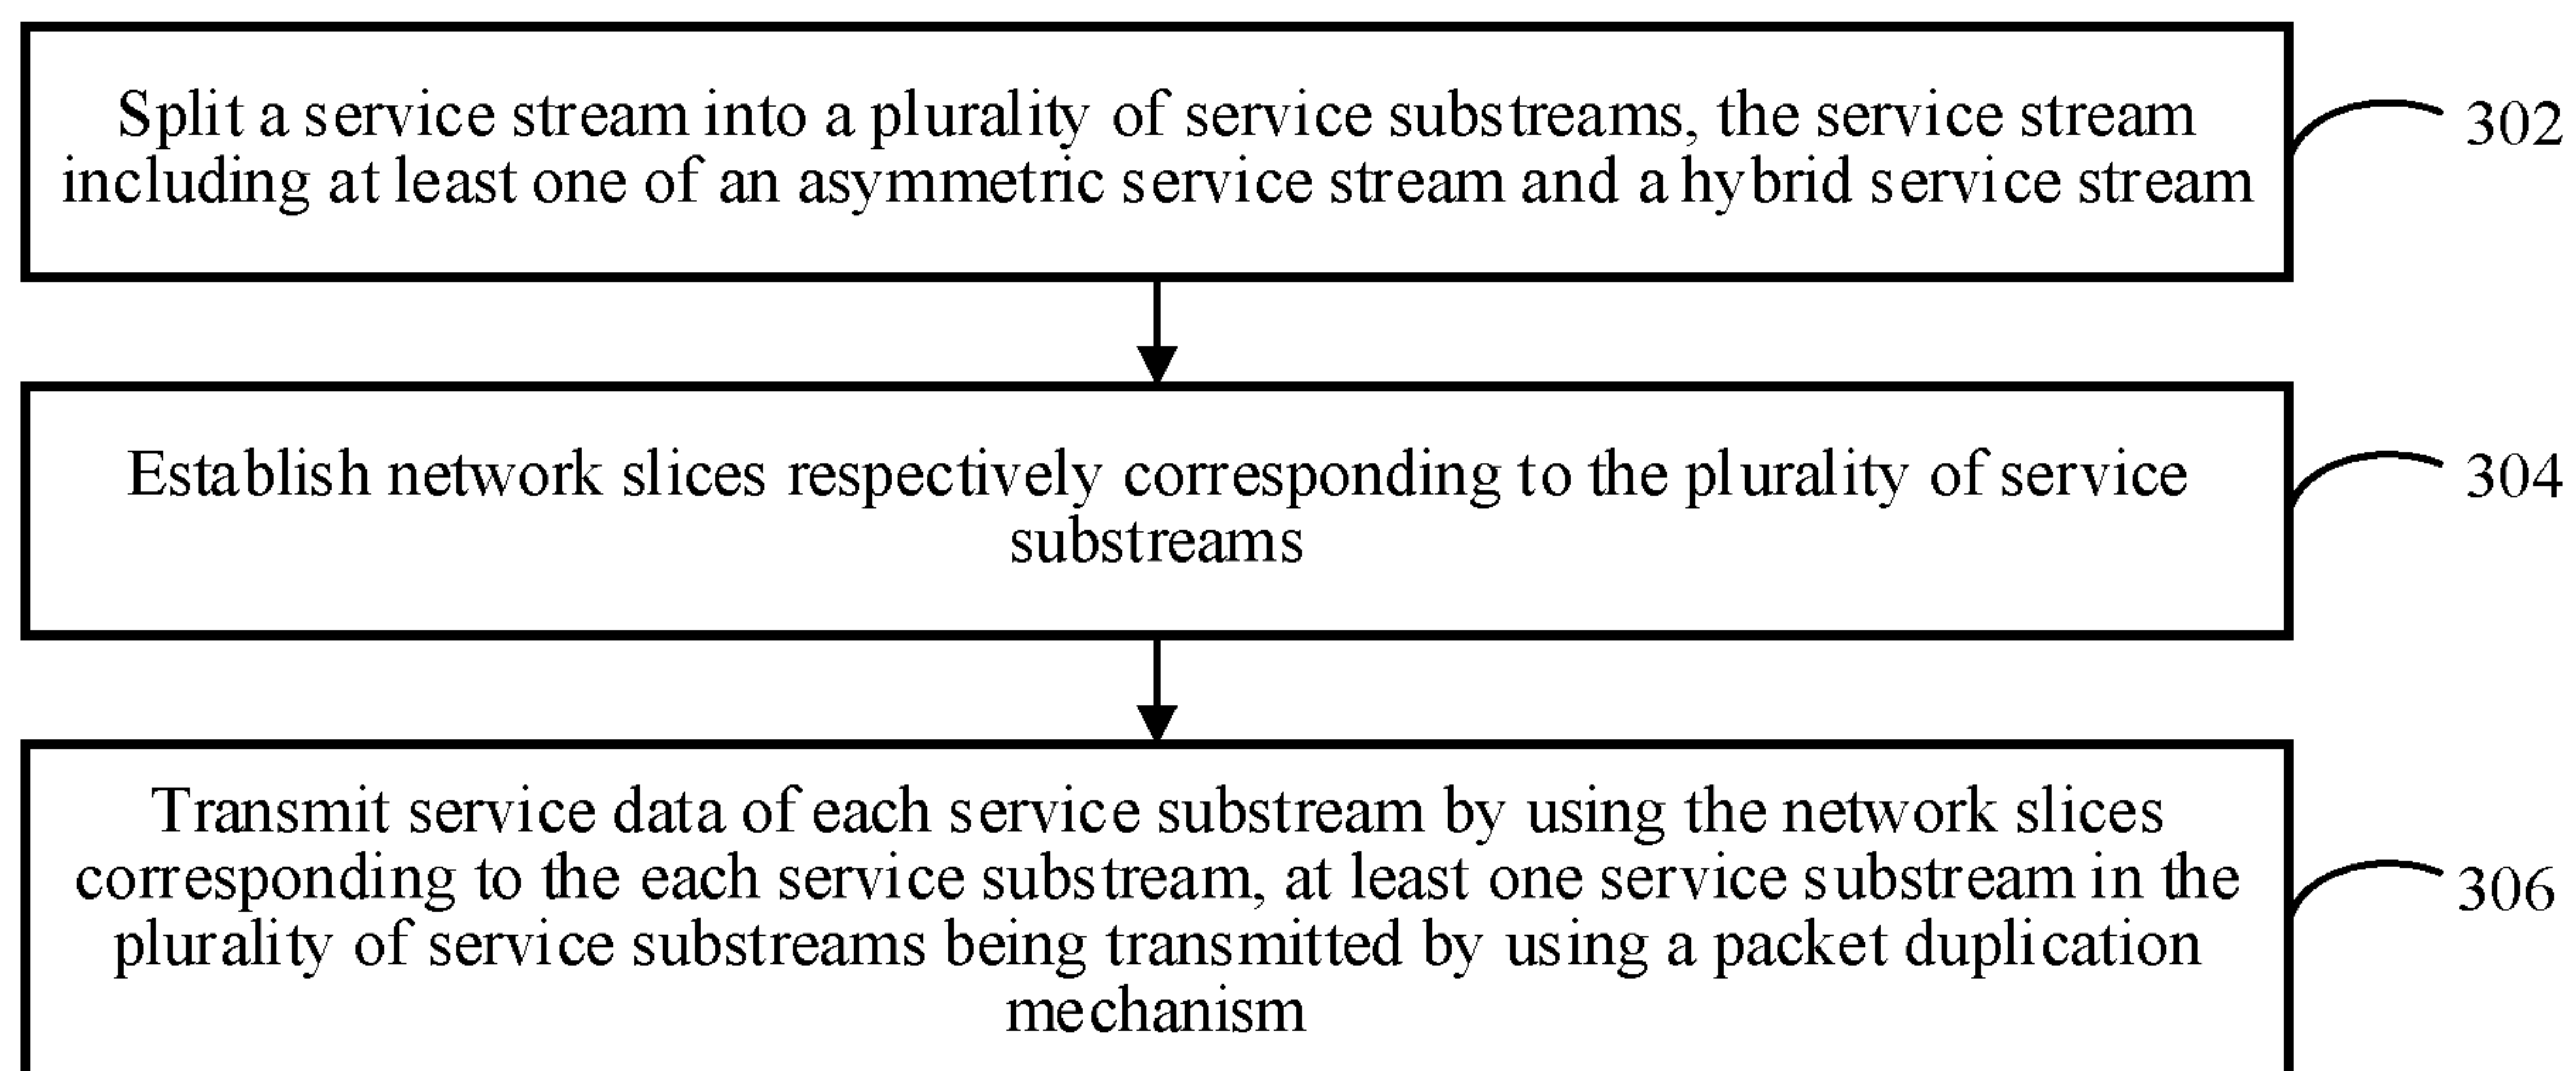 Split a service stream into a plurality of service substreams, the service stream
including at least one of an asymmetric service stream and a hybrid service stream
302
Establish network slices respectively corresponding to the plurality of service
substreams
304
Transmit service data of each service substream by using the network slices
corresponding to the each service substream, at least one service substream in the
plurality of service substreams being transmitted by using a packet duplication
mechanism
306